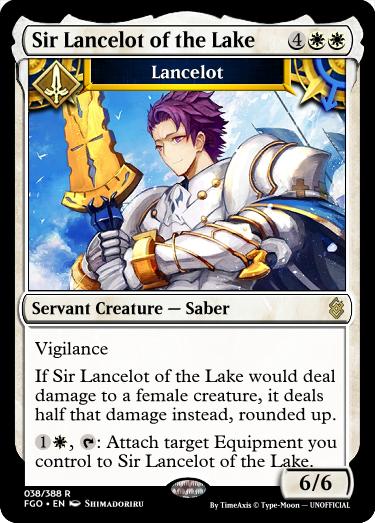 Sir Lancelot of the Lake 4
Lancelot
Servant Creature — Saber
Vigilance
If Sir Lancelot of the Lake would deal
damage to a female creature, it deals
half that damage instead, rounded up.
1, : Attach target Equipment you
control to Sir Lancelot of the Lake.
6/6
038/388 R
FGO • EN Shimadoriru
By TimeAxis © Type-Moon — UNOFFICIAL